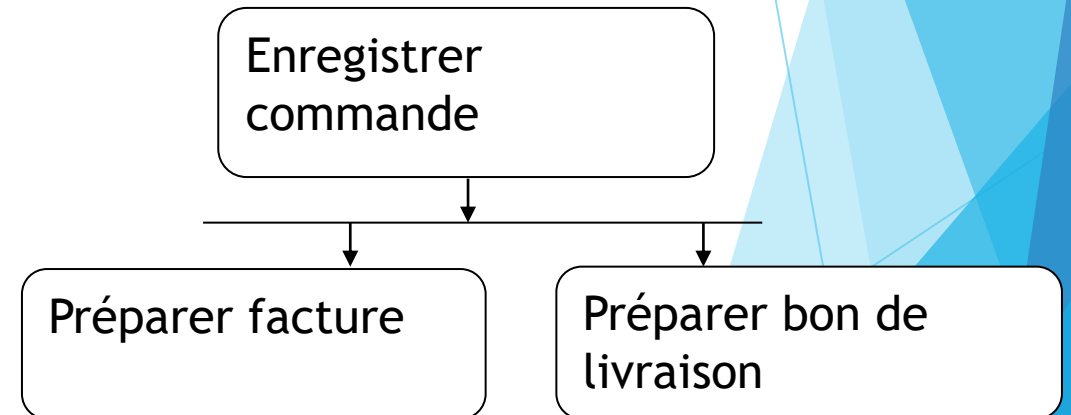 Enregistrer
commande
Préparer facture
Préparer bon de
livraison